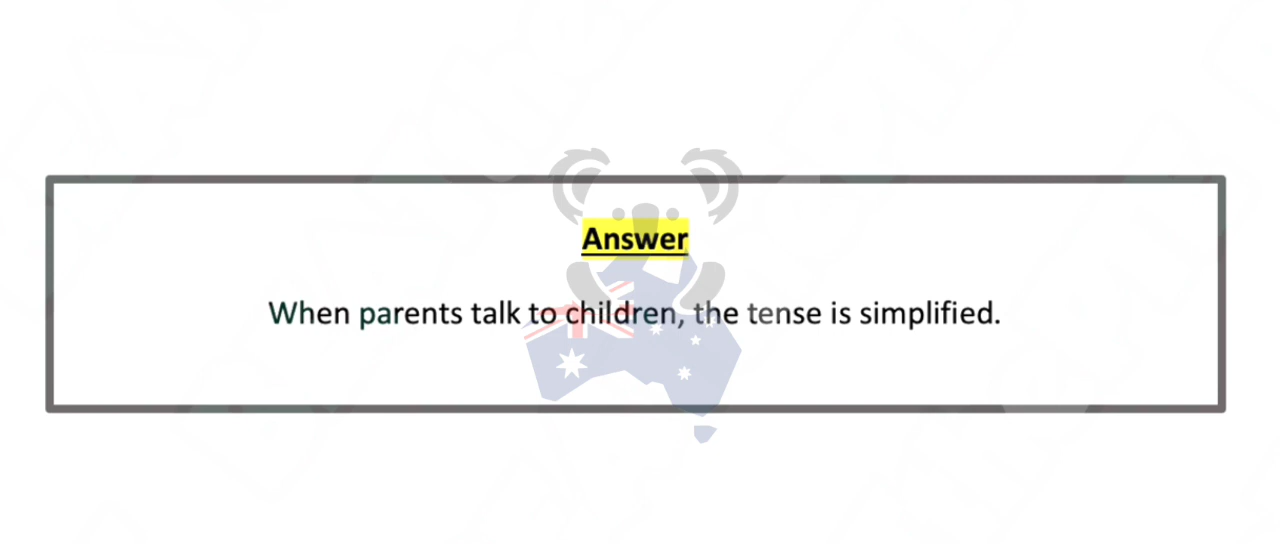 Answer
When parents talk to children, the tense is simplified.